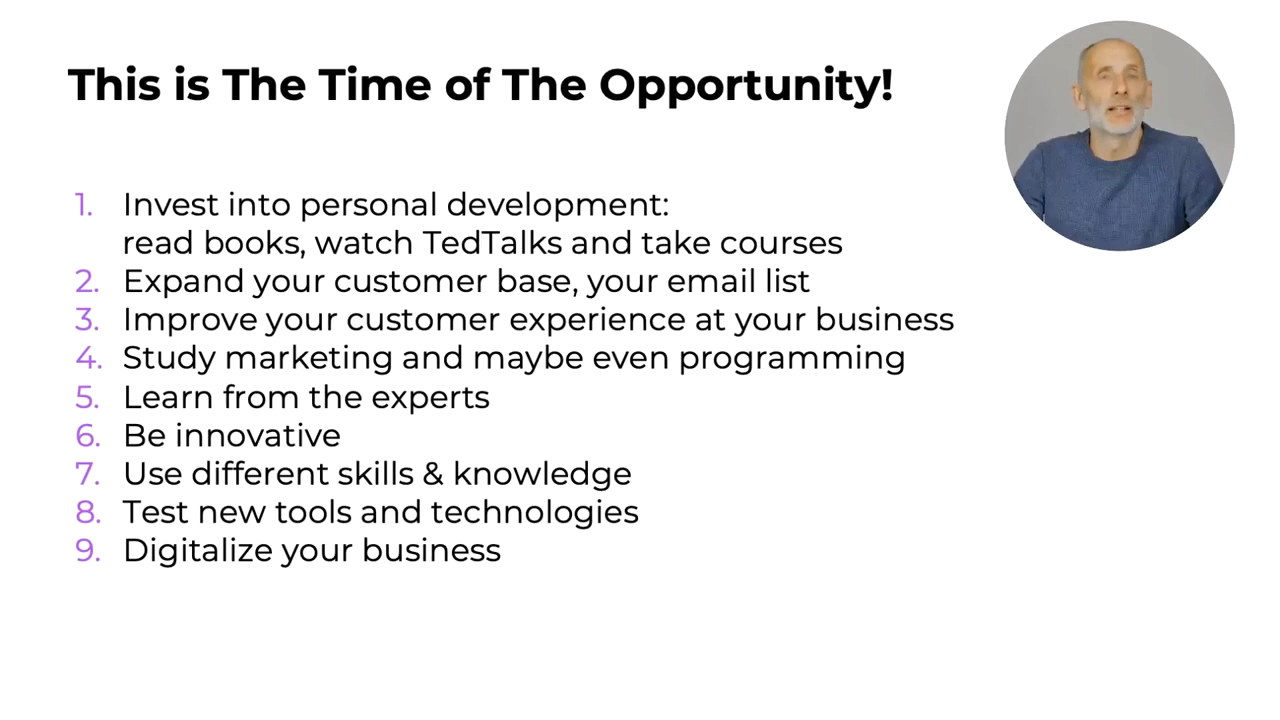 This is The Time of The Opportunity!
1. Invest into personal development:
read books, watch TedTalks and take courses
2. Expand your customer base, your email list
3. Improve your customer experience at your business
4. Study marketing and maybe even programming
5. Learn from the experts
6. Be innovative
7. Use different skills & knowledge
8. Test new tools and technologies
9. Digitalize your business